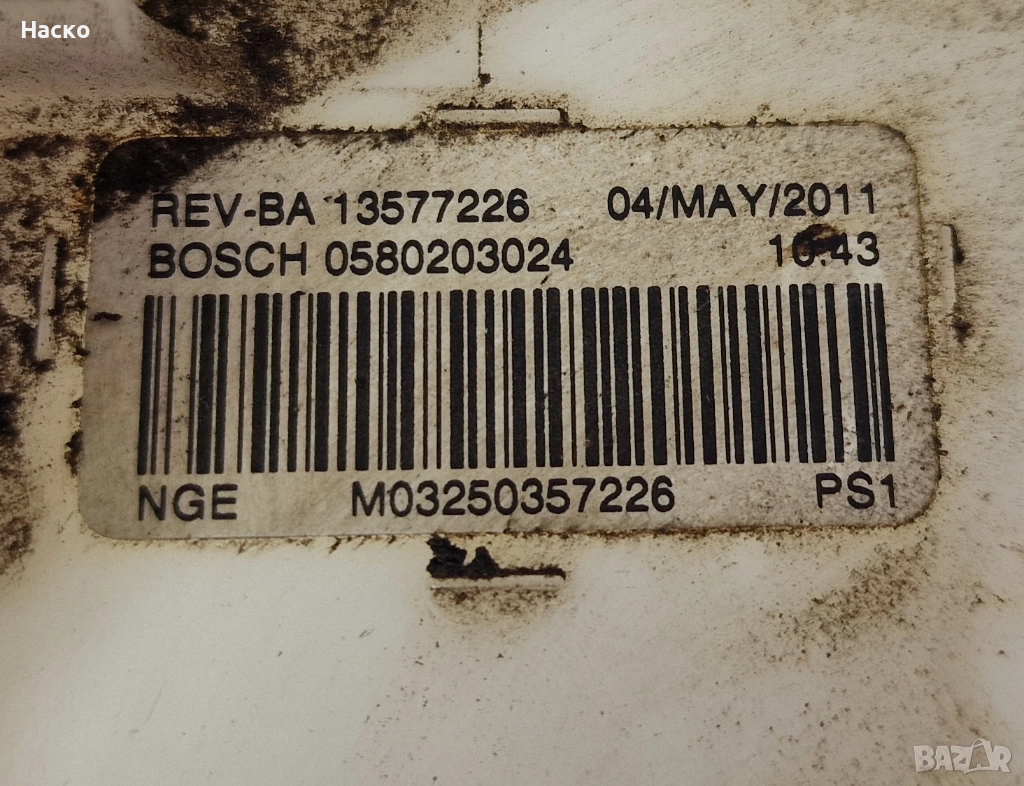 Наско
REV-BA 13577226 04/MAY/2011
BOSCH 0580203024 10:43
NGE M03250357226 PS1
BAZAR